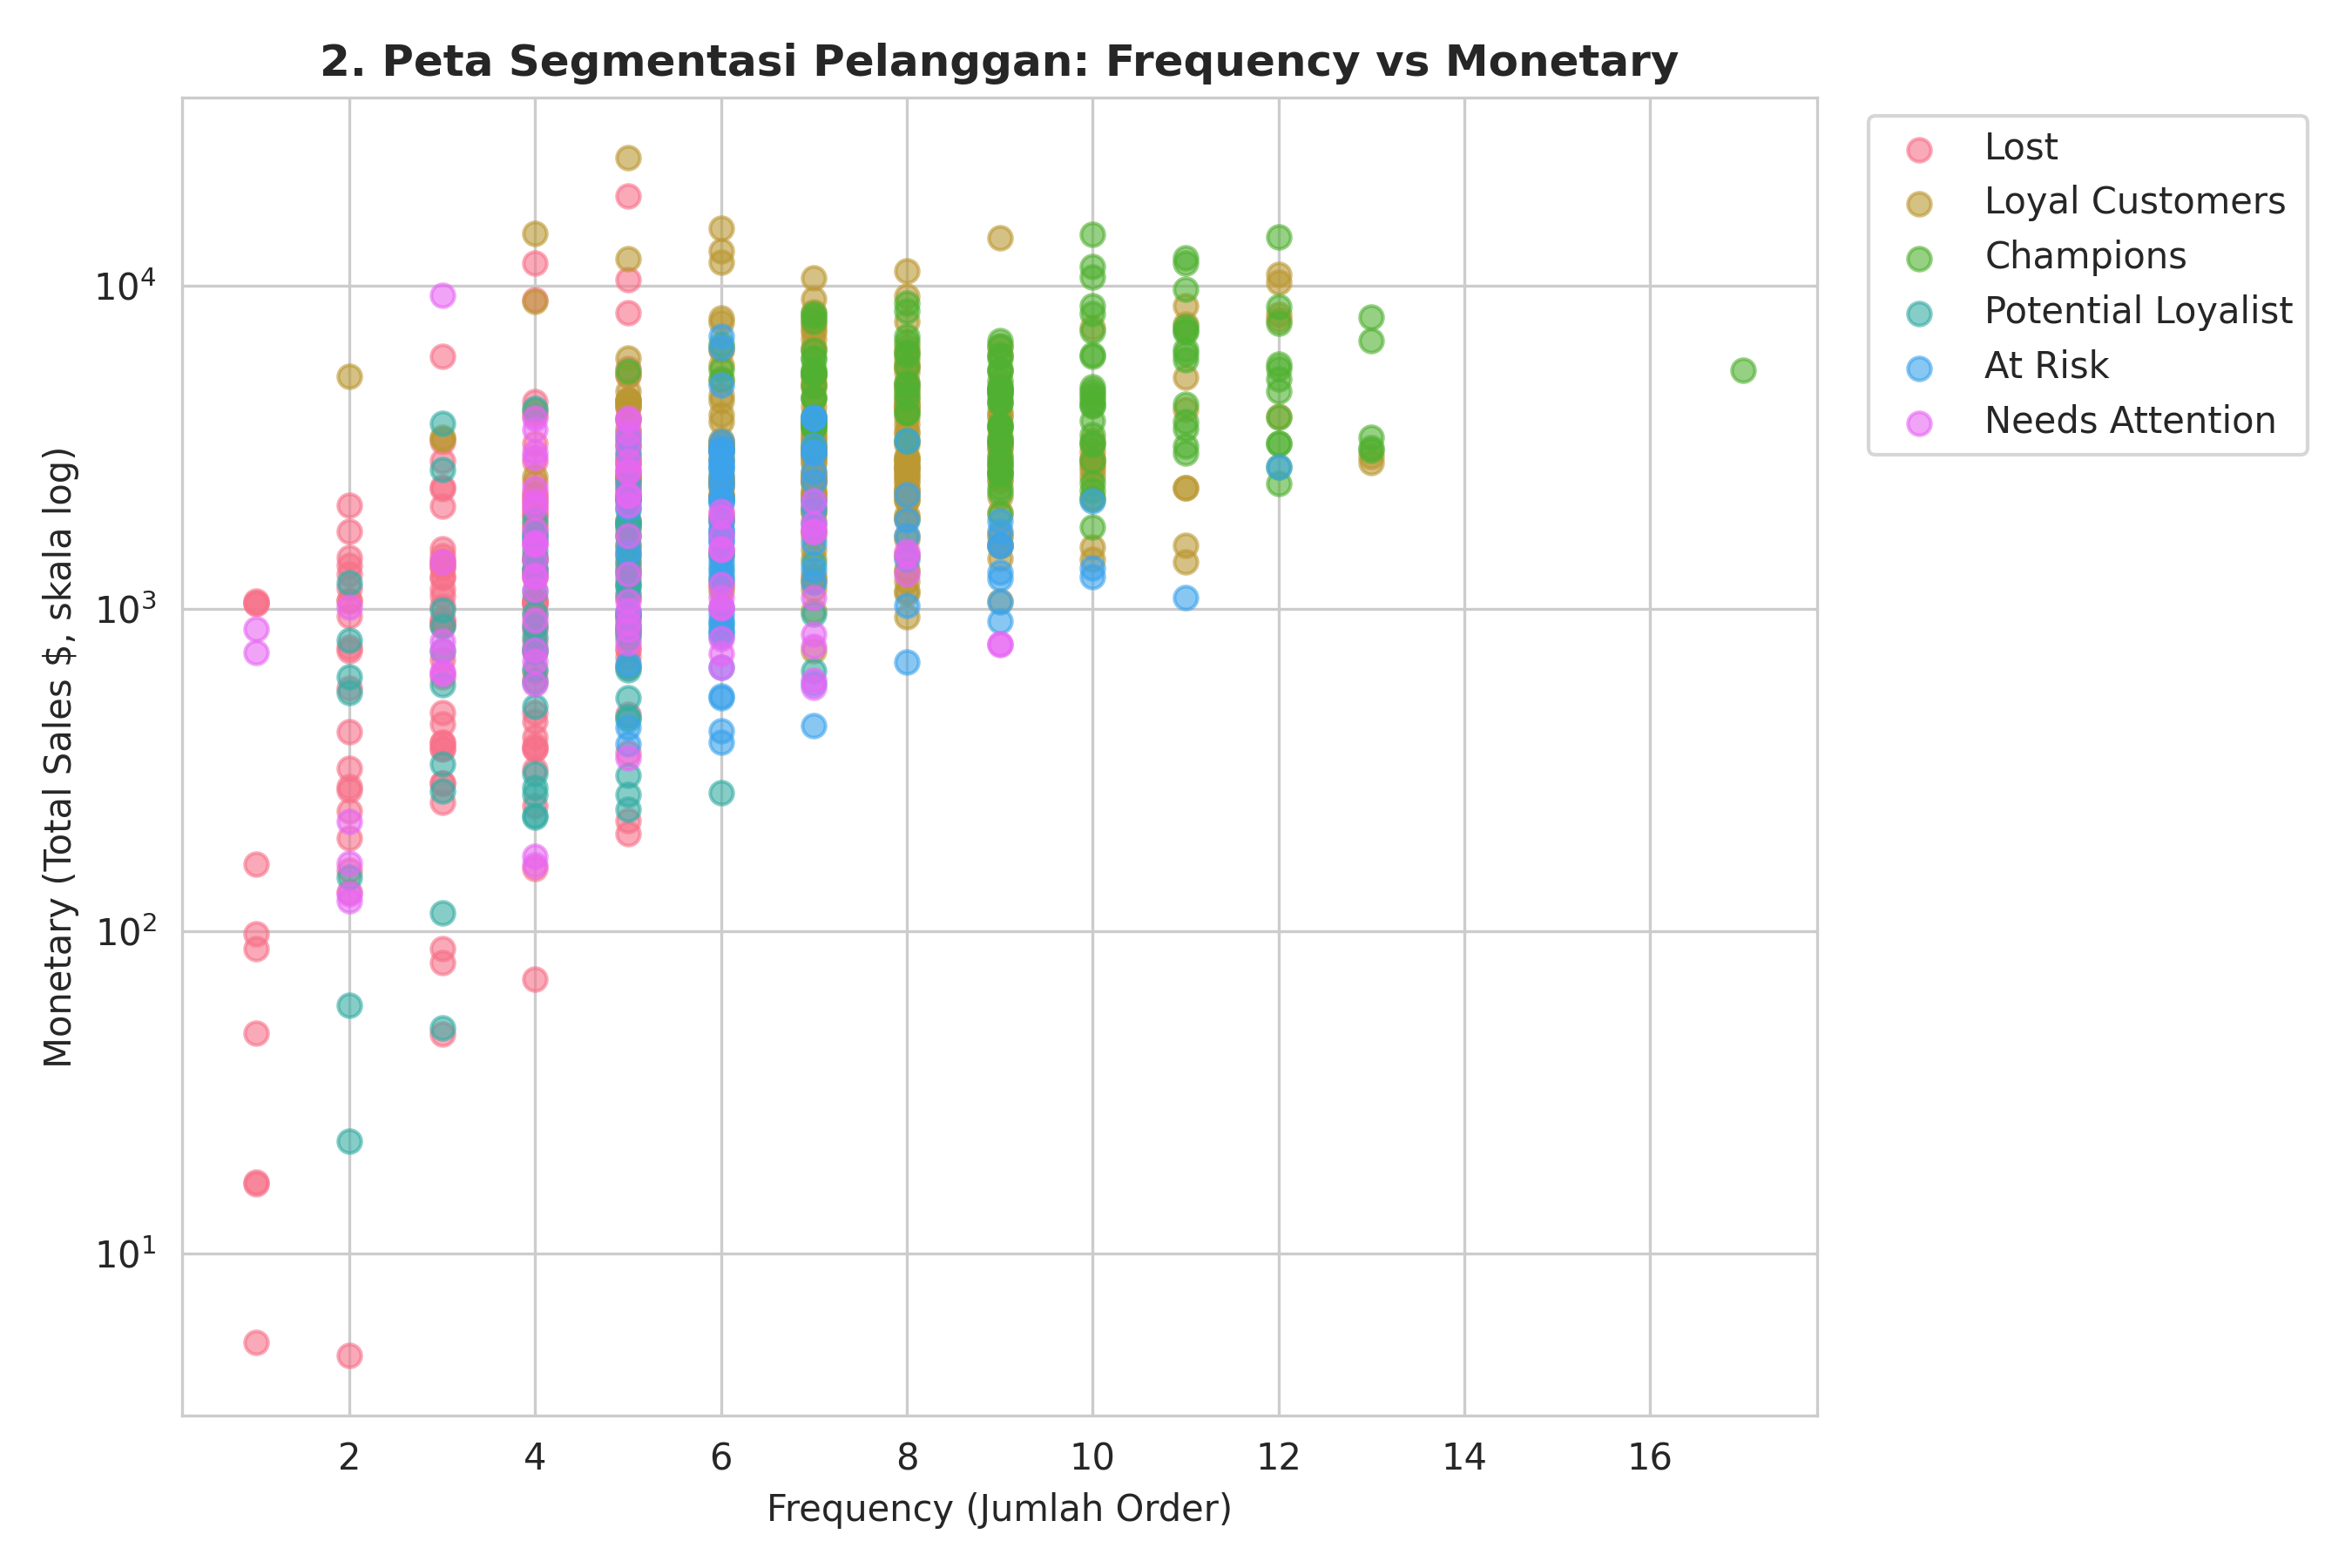 2. Peta Segmentasi Pelanggan: Frequency vs Monetary
Monetary (Total Sales $, skala log)
10⁴
10³
10²
10¹
2 4 6 8 10 12 14 16
Frequency (Jumlah Order)
Lost
Loyal Customers
Champions
Potential Loyalist
At Risk
Needs Attention